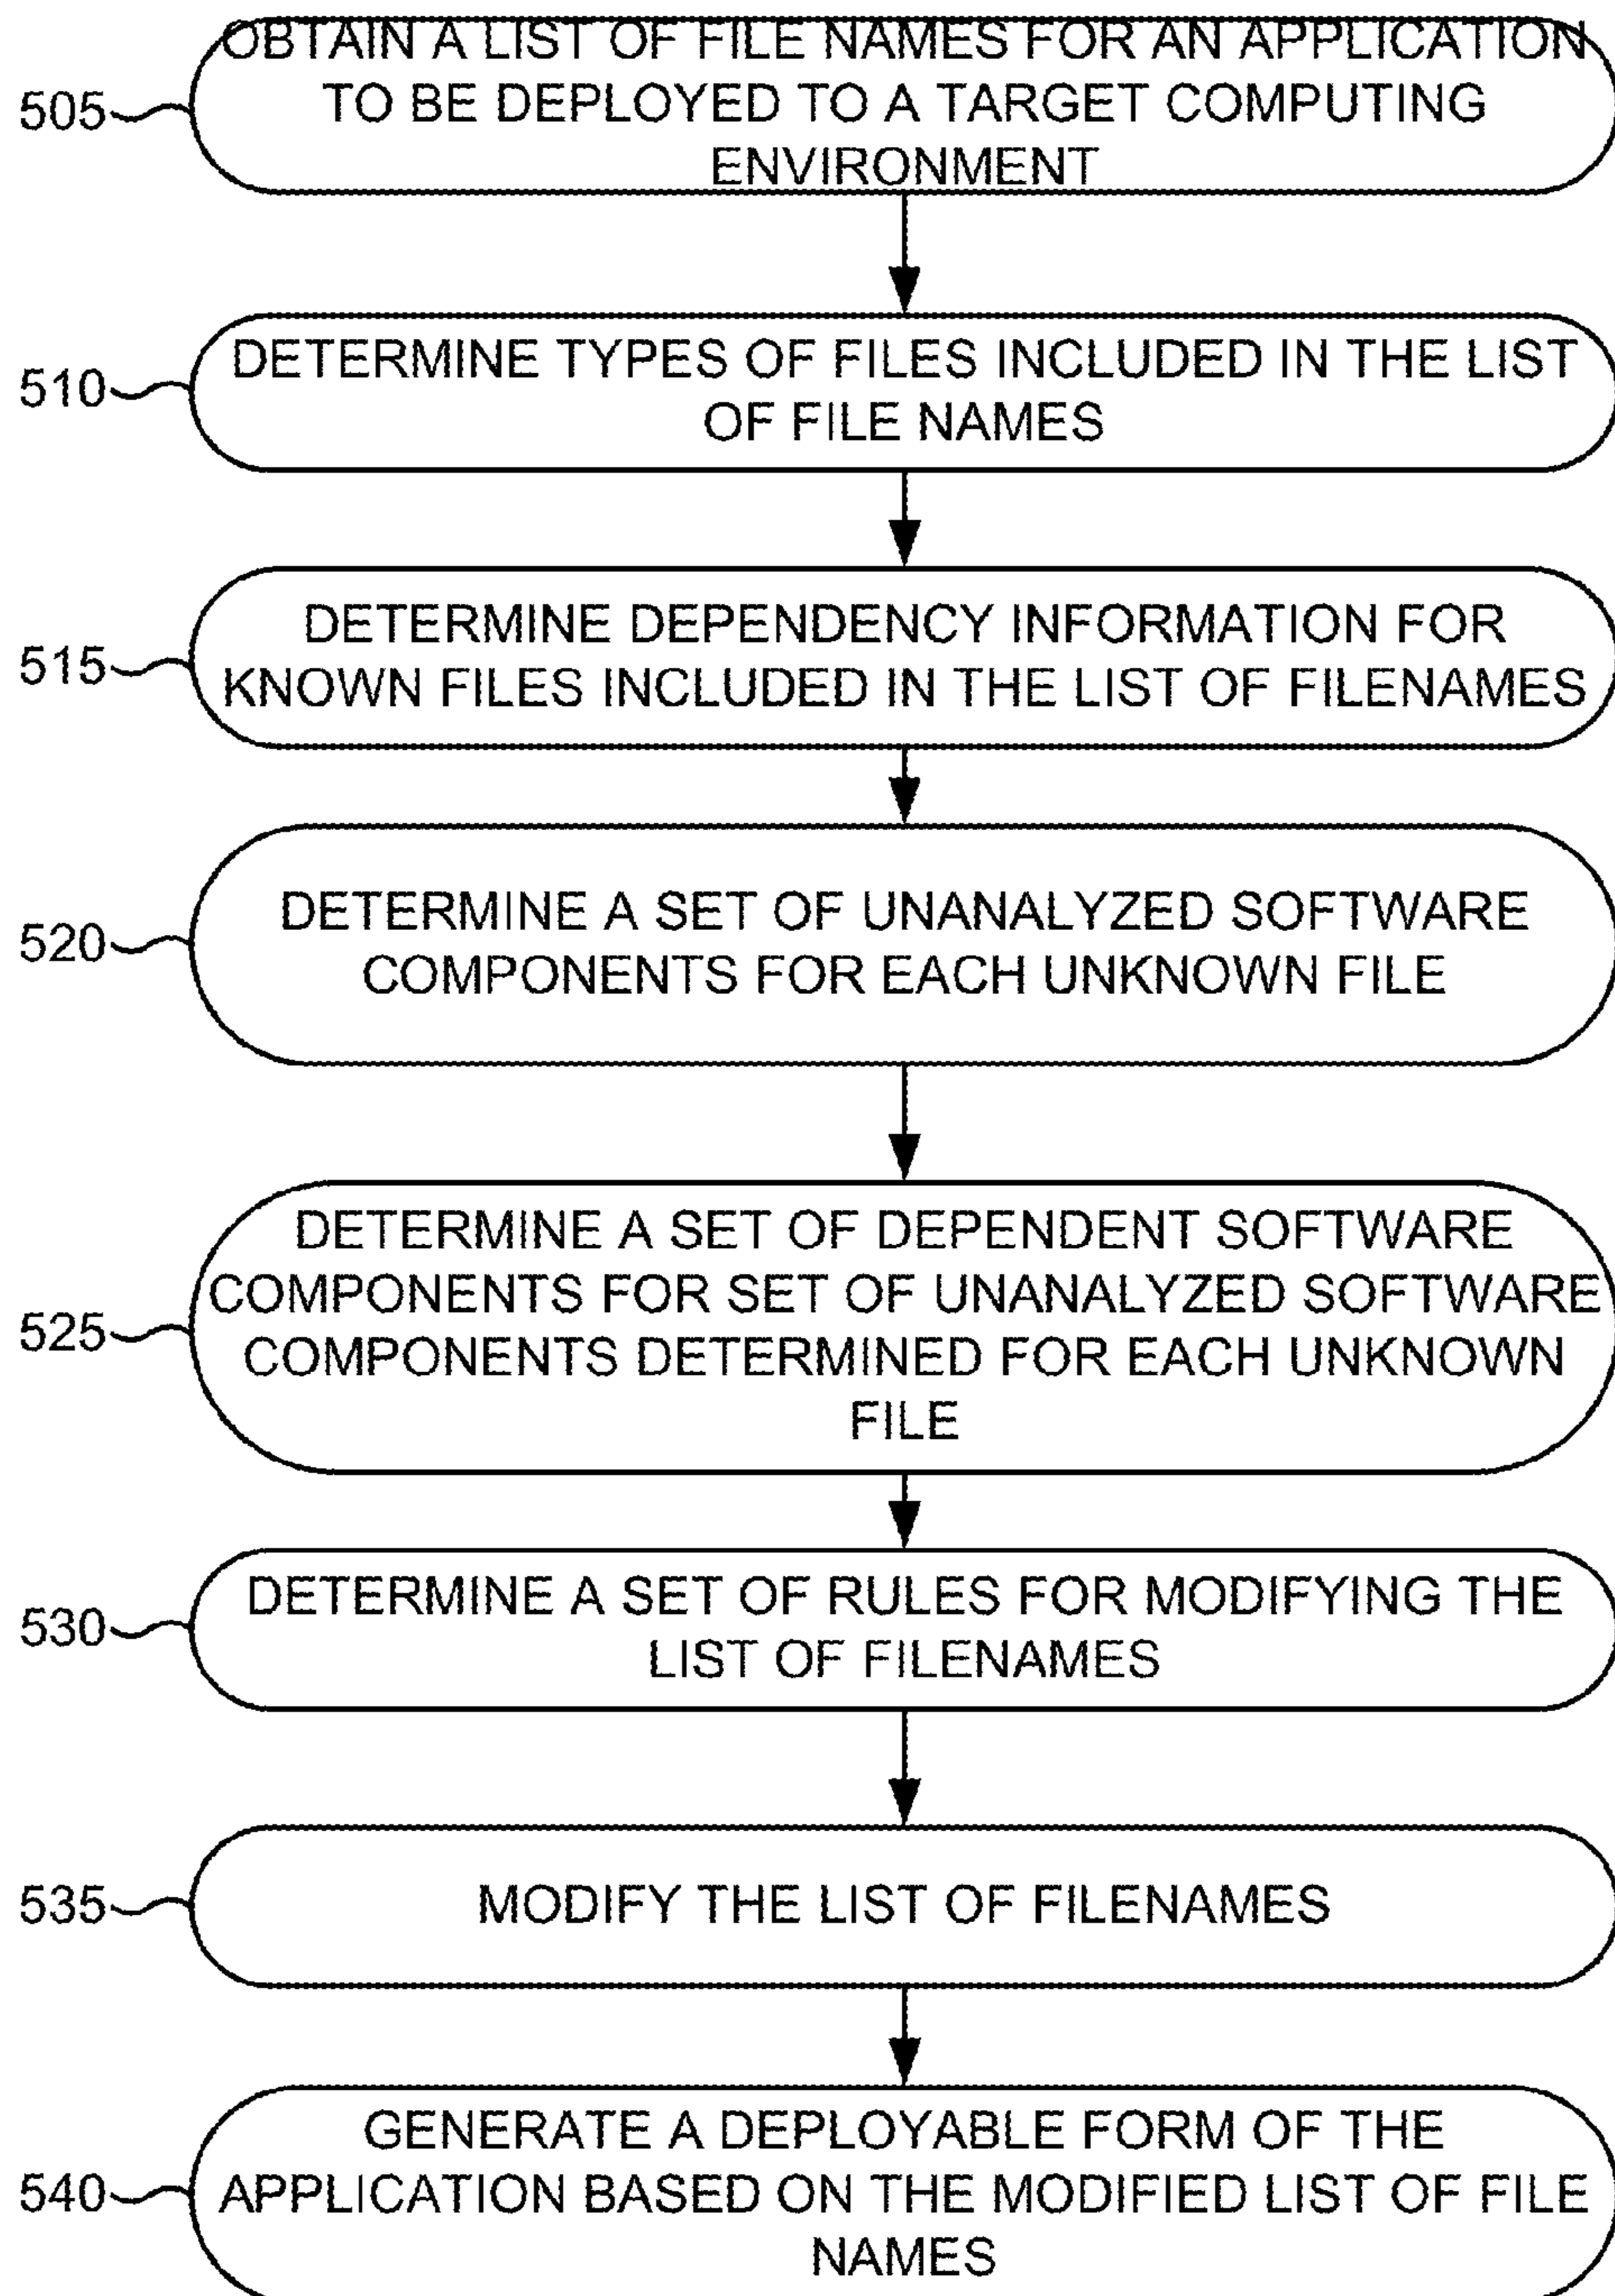 OBTAIN A LIST OF FILE NAMES FOR AN APPLICATION
505 TO BE DEPLOYED TO A TARGET COMPUTING
ENVIRONMENT
DETERMINE TYPES OF FILES INCLUDED IN THE LIST
510
OF FILE NAMES
DETERMINE DEPENDENCY INFORMATION FOR
515
KNOWN FILES INCLUDED IN THE LIST OF FILENAMES
DETERMINE A SET OF UNANALYZED SOFTWARE
520
COMPONENTS FOR EACH UNKNOWN FILE
DETERMINE A SET OF DEPENDENT SOFTWARE
COMPONENTS FOR SET OF UNANALYZED SOFTWARE
525
COMPONENTS DETERMINED FOR EACH UNKNOWN
FILE
DETERMINE A SET OF RULES FOR MODIFYING THE
530
LIST OF FILENAMES
535 MODIFY THE LIST OF FILENAMES
GENERATE A DEPLOYABLE FORM OF THE
540 APPLICATION BASED ON THE MODIFIED LIST OF FILE
NAMES